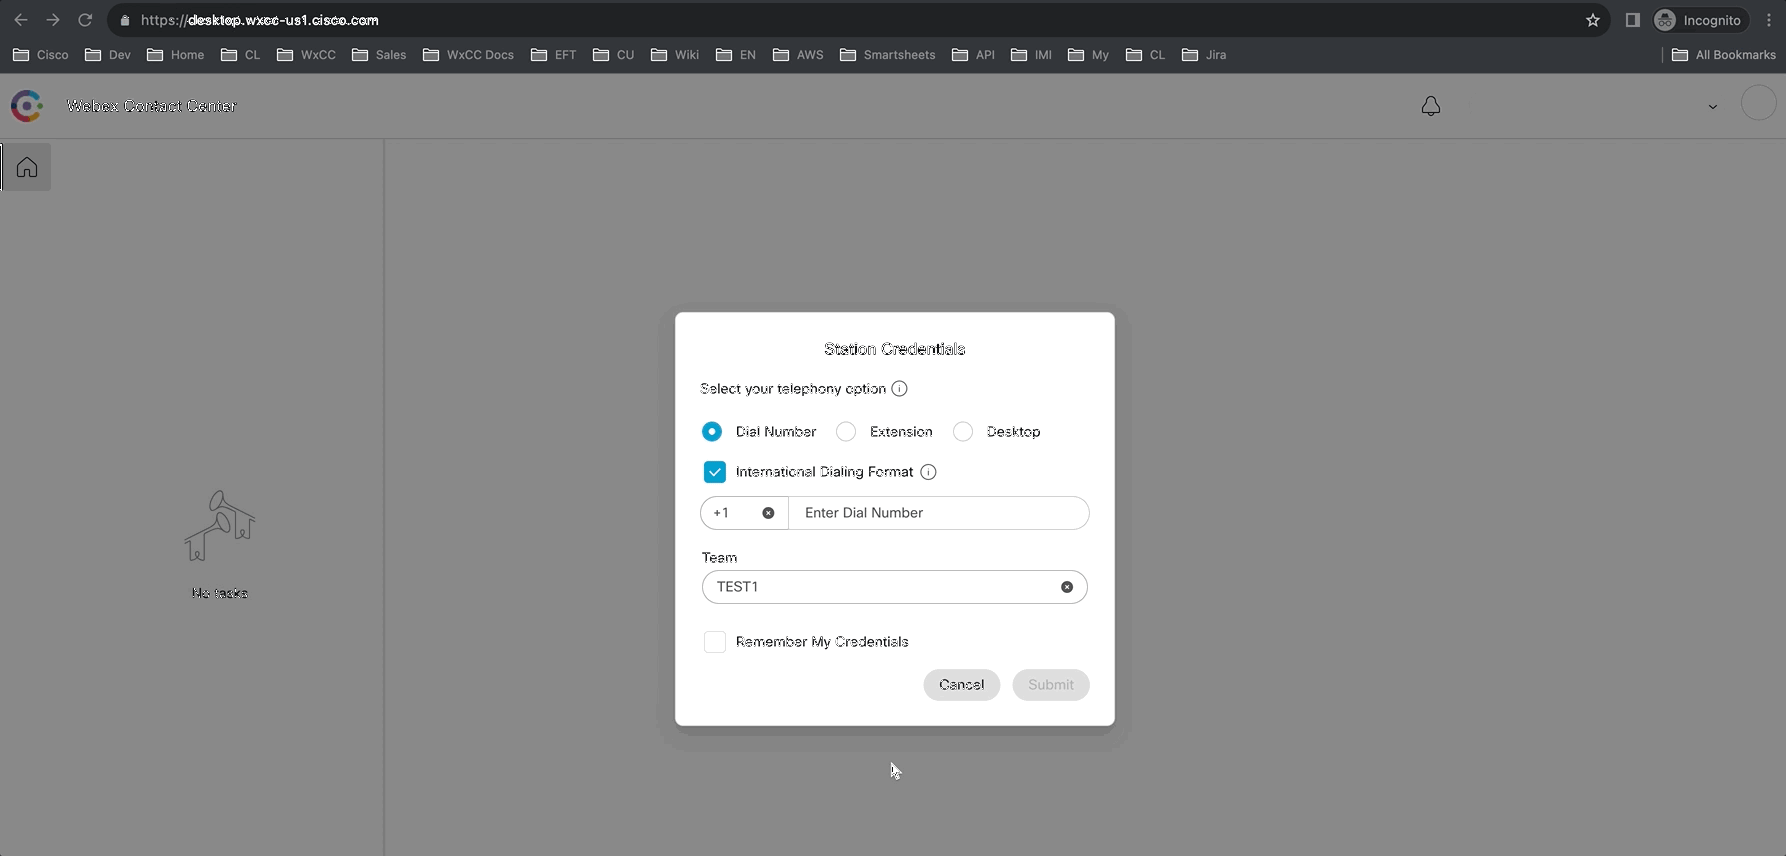 https://desktop.wxcc-us1.cisco.com
Incognito
Cisco Dev Home CL WxCC Sales WxCC Docs EFT CU Wiki EN AWS Smartsheets API IMI My CL Jira All Bookmarks
Webex Contact Center
Station Credentials
Select your telephony option
Dial Number Extension Desktop
International Dialing Format
+1 Enter Dial Number
Team
TEST1
No tasks
Remember My Credentials
Cancel Submit